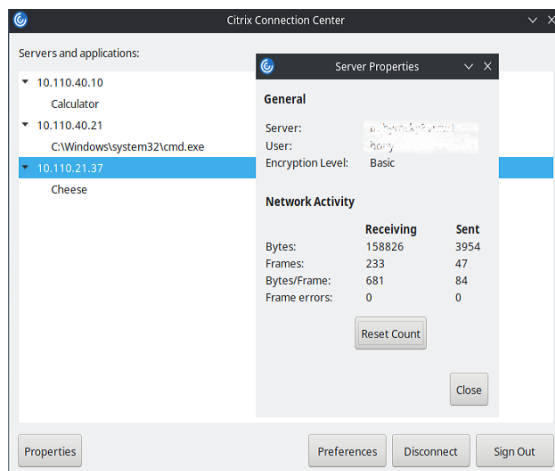 Citrix Connection Center
Servers and applications:
10.110.40.10
Calculator
10.110.40.21
C:\Windows\system32\cmd.exe
10.110.21.37
Cheese
Server Properties
General
Server:
User:
Encryption Level: Basic
Network Activity
Receiving Sent
Bytes: 158826 3954
Frames: 233 47
Bytes/Frame: 681 84
Frame errors: 0 0
Reset Count
Close
Properties Preferences Disconnect Sign Out